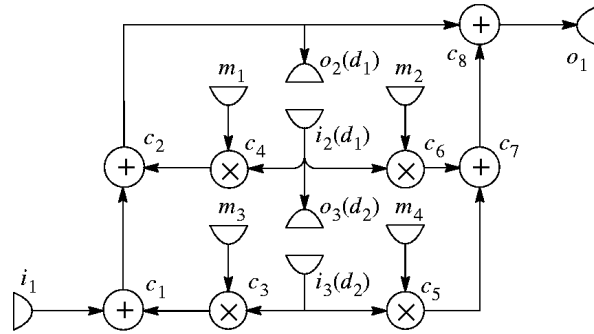 c₈
o₁
m₁
o₂(d₁)
m₂
c₂
c₄
i₂(d₁)
c₆
c₇
m₃
o₃(d₂)
m₄
i₁
c₁
c₃
i₃(d₂)
c₅